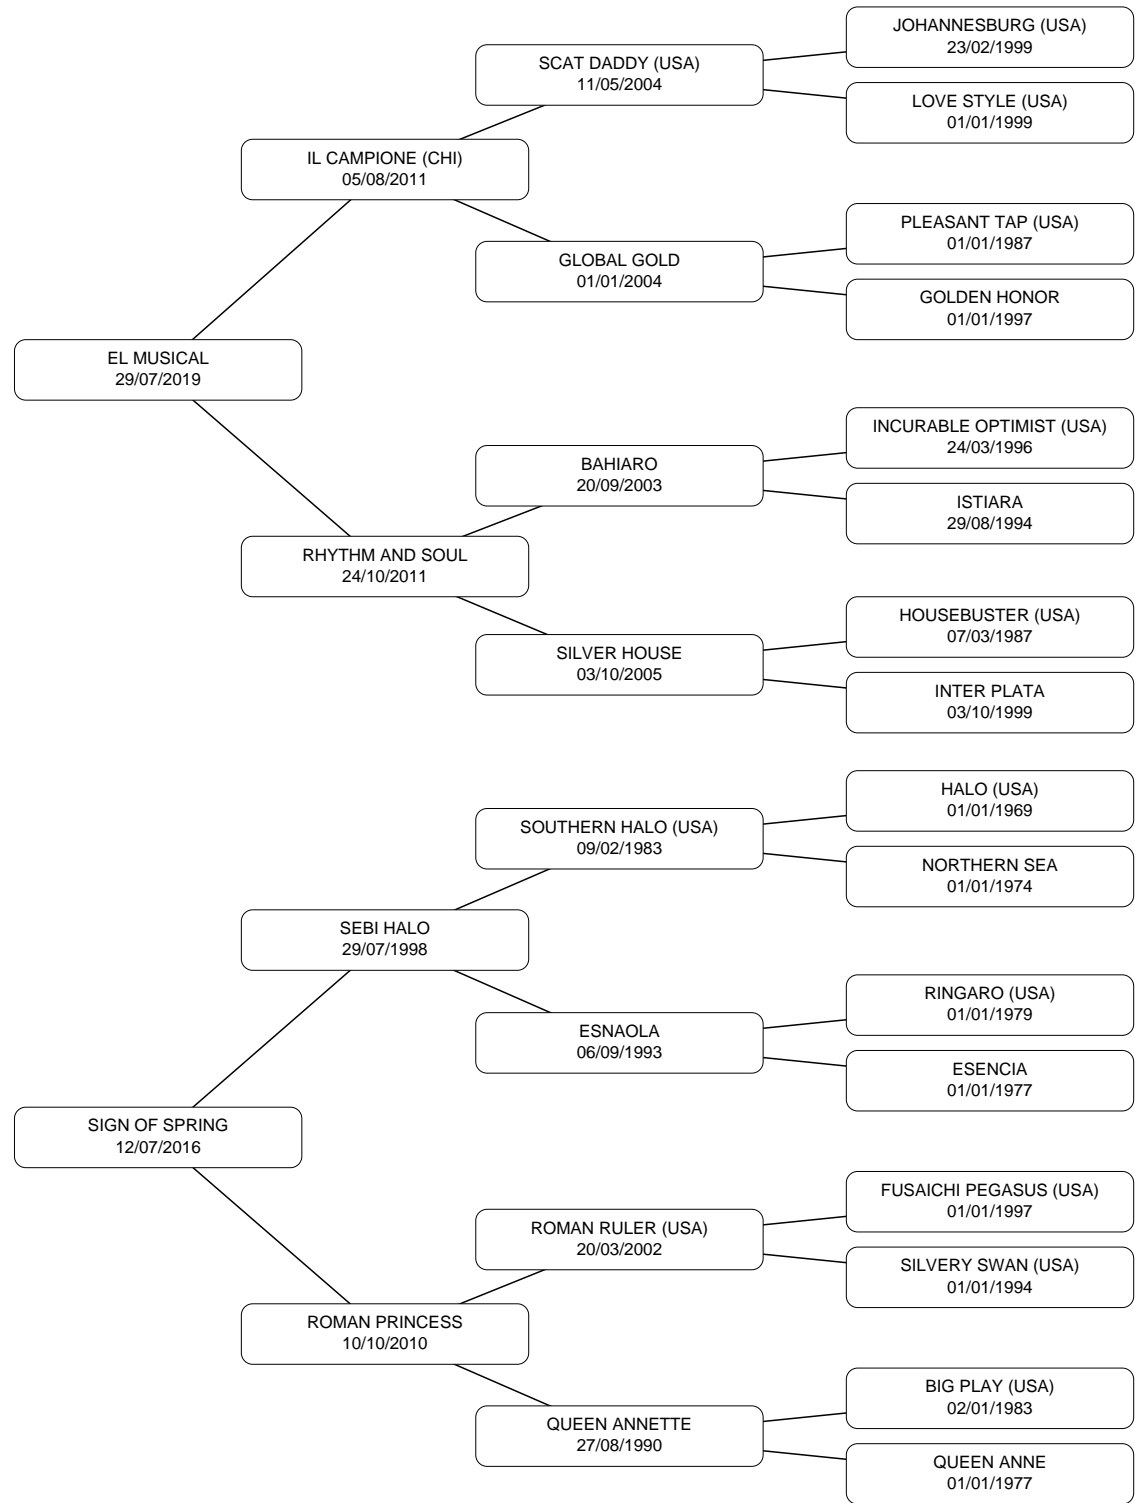 JOHANNESBURG (USA)
23/02/1999
SCAT DADDY (USA)
11/05/2004
LOVE STYLE (USA)
01/01/1999
IL CAMPIONE (CHI)
05/08/2011
PLEASANT TAP (USA)
01/01/1987
GLOBAL GOLD
01/01/2004
GOLDEN HONOR
01/01/1997
EL MUSICAL
29/07/2019
INCURABLE OPTIMIST (USA)
24/03/1996
BAHIARO
20/09/2003
ISTIARA
29/08/1994
RHYTHM AND SOUL
24/10/2011
HOUSEBUSTER (USA)
07/03/1987
SILVER HOUSE
03/10/2005
INTER PLATA
03/10/1999
HALO (USA)
01/01/1969
SOUTHERN HALO (USA)
09/02/1983
NORTHERN SEA
01/01/1974
SEBI HALO
29/07/1998
RINGARO (USA)
01/01/1979
ESNAOLA
06/09/1993
ESENCIA
01/01/1977
SIGN OF SPRING
12/07/2016
FUSAICHI PEGASUS (USA)
01/01/1997
ROMAN RULER (USA)
20/03/2002
SILVERY SWAN (USA)
01/01/1994
ROMAN PRINCESS
10/10/2010
BIG PLAY (USA)
02/01/1983
QUEEN ANNETTE
27/08/1990
QUEEN ANNE
01/01/1977